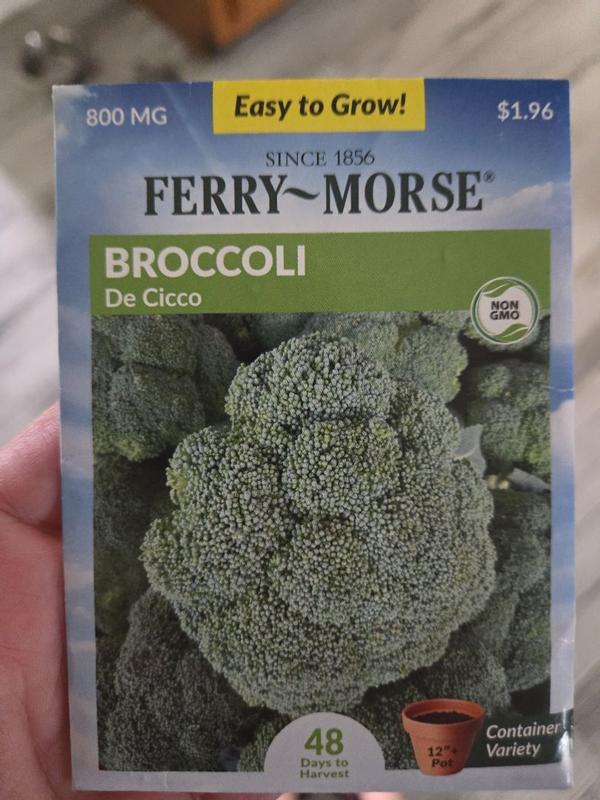 800 MG
Easy to Grow!
$1.96
SINCE 1856
FERRY~MORSE®
BROCCOLI
De Cicco
NON
GMO
48
Days to
Harvest
12"+
Pot
Container
Variety